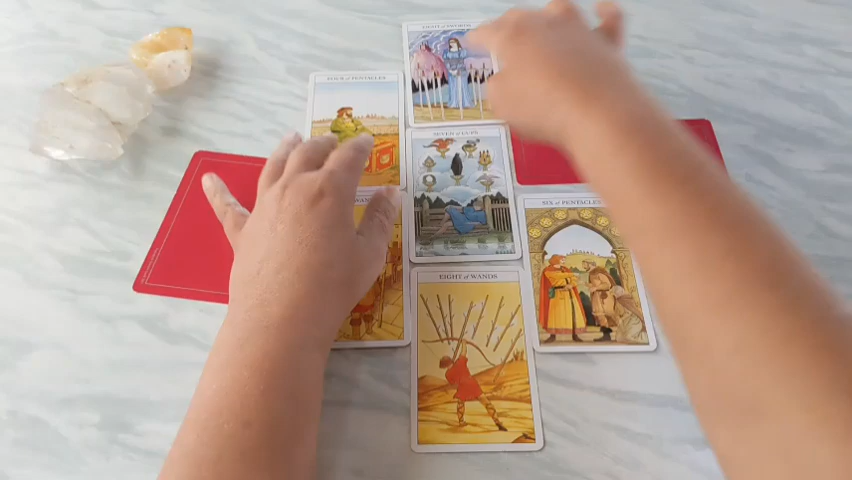 EIGHT of SWORDS
FOUR of PENTACLES
SEVEN of CUPS
SIX of PENTACLES
EIGHT of WANDS